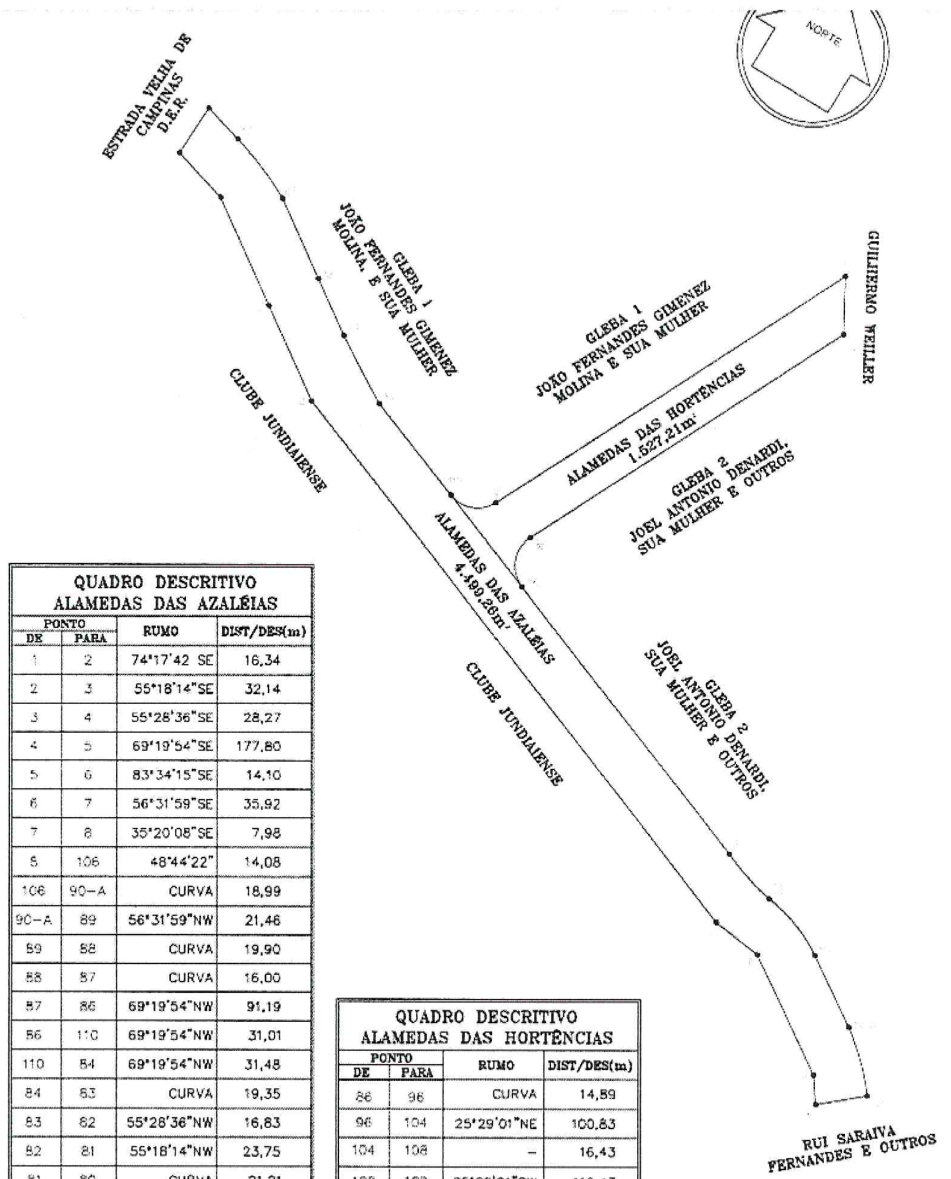 NORTE
ESTRADA VELHA DE
CAMPINAS
D.E.R.
GLEBA 1
JOÃO FERNANDES GIMENEZ
MOLINA, E SUA MULHER
GUILHERMO WEILLER
GLEBA 1
JOÃO FERNANDES GIMENEZ
MOLINA E SUA MULHER
ALAMEDAS DAS HORTÊNCIAS
1.527,21m²
CLUBE JUNDIAIENSE
GLEBA 2
JOEL ANTONIO DENARDI,
SUA MULHER E OUTROS
ALAMEDAS DAS AZALÉIAS
4.499,26m²
CLUBE JUNDIAIENSE
GLEBA 2
JOEL ANTONIO DENARDI,
SUA MULHER E OUTROS
RUI SARAIVA
FERNANDES E OUTROS
QUADRO DESCRITIVO
ALAMEDAS DAS AZALÉIAS
PONTO RUMO DIST/DES(m)
DE PARA
1 2 74°17'42 SE 16,34
2 3 55°18'14"SE 32,14
3 4 55°28'36"SE 28,27
4 5 69°19'54"SE 177,80
5 6 83°34'15"SE 14,10
6 7 56°31'59"SE 35,92
7 8 35°20'08"SE 7,98
8 106 48°44'22" 14,08
106 90-A CURVA 18,99
90-A 89 56°31'59"NW 21,46
89 88 CURVA 19,90
88 87 CURVA 16,00
87 86 69°19'54"NW 91,19
86 110 69°19'54"NW 31,01
110 84 69°19'54"NW 31,48
84 83 CURVA 19,35
83 82 55°28'36"NW 16,83
82 81 55°18'14"NW 23,75
QUADRO DESCRITIVO
ALAMEDAS DAS HORTÊNCIAS
PONTO RUMO DIST/DES(m)
DE PARA
86 96 CURVA 14,89
96 104 25°29'01"NE 100,83
104 108 - 16,43